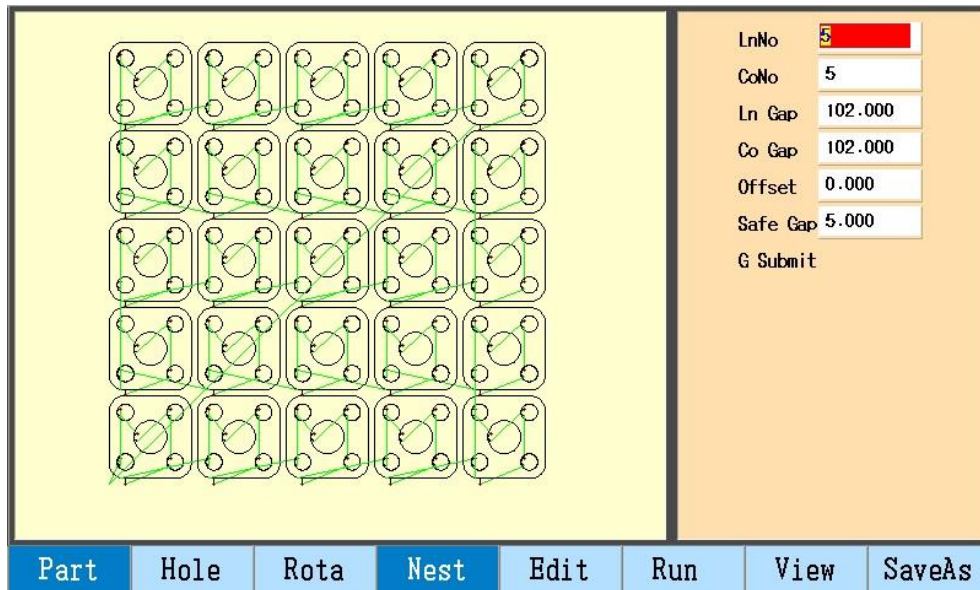 LnNo 5
CoNo 5
Ln Gap 102.000
Co Gap 102.000
Offset 0.000
Safe Gap 5.000
G Submit
Part Hole Rota Nest Edit Run View SaveAs